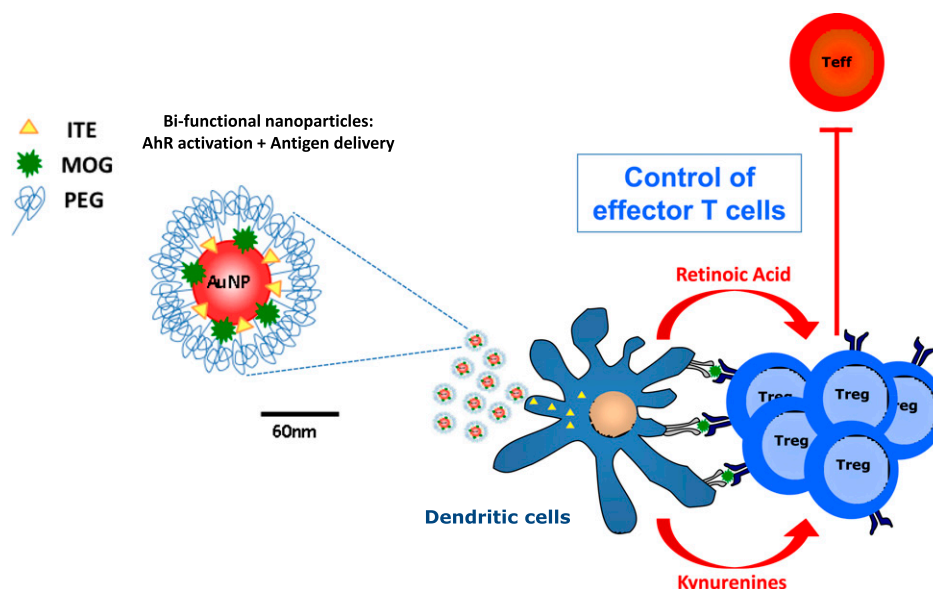 Bi-functional nanoparticles:
AhR activation + Antigen delivery
ITE
MOG
PEG
AuNP
60nm
Dendritic cells
Control of
effector T cells
Teff
Retinoic Acid
Treg
Treg
Treg
Treg
Treg
Kynurenines